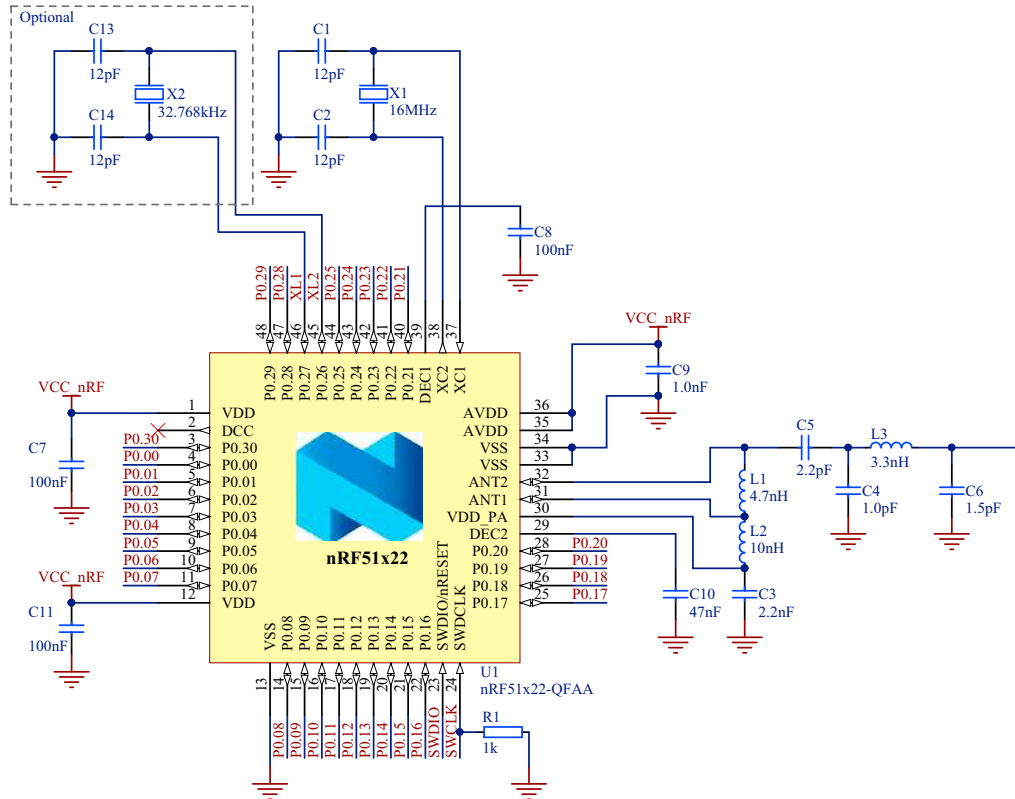 Optional
C13
12pF
X2
32.768kHz
C14
12pF
C1
12pF
X1
16MHz
C2
12pF
C8
100nF
P0.29
P0.28
XL1
XL2
P0.25
P0.24
P0.23
P0.22
P0.21
48
47
46
45
44
43
42
41
40
39
38
37
P0.29
P0.28
P0.27
P0.26
P0.25
P0.24
P0.23
P0.22
P0.21
DEC1
XC2
XC1
VCC_nRF
C7
100nF
VCC_nRF
C11
100nF
P0.30
P0.00
P0.01
P0.02
P0.03
P0.04
P0.05
P0.06
P0.07
1 VDD
2 DCC
3 P0.30
4 P0.00
5 P0.01
6 P0.02
7 P0.03
8 P0.04
9 P0.05
10 P0.06
11 P0.07
12 VDD
nRF51x22
AVDD 36
AVDD 35
VSS 34
VSS 33
ANT2 32
ANT1 31
VDD_PA 30
DEC2 29
P0.20 28 P0.20
P0.19 27 P0.19
P0.18 26 P0.18
P0.17 25 P0.17
VCC_nRF
C9
1.0nF
C5
2.2pF
L3
3.3nH
L1
4.7nH
C4
1.0pF
C6
1.5pF
L2
10nH
C10
47nF
C3
2.2nF
VSS
P0.08
P0.09
P0.10
P0.11
P0.12
P0.13
P0.14
P0.15
P0.16
SWDIO/nRESET
SWDCLK
13
14
15
16
17
18
19
20
21
22
23
24
P0.08
P0.09
P0.10
P0.11
P0.12
P0.13
P0.14
P0.15
P0.16
SWDIO
SWCLK
U1
nRF51x22-QFAA
R1
1k